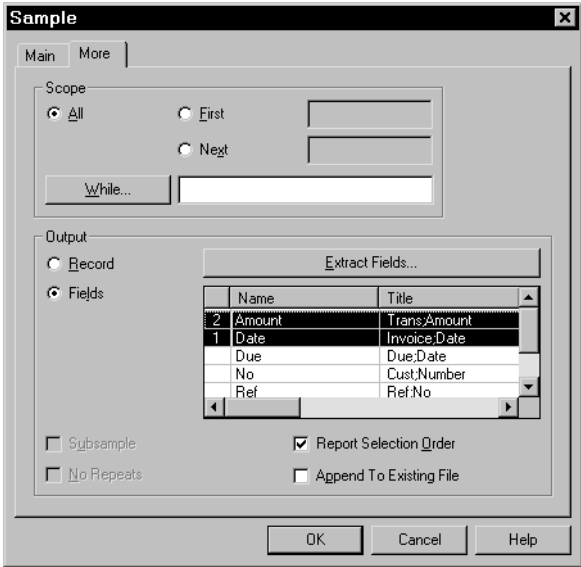 Sample
Main More
Scope
All First
Next
While...
Output
Record Extract Fields...
Fields
Name Title
2 Amount Trans;Amount
1 Date Invoice;Date
Due Due;Date
No Cust;Number
Ref Ref;No
Subsample Report Selection Order
No Repeats Append To Existing File
OK Cancel Help